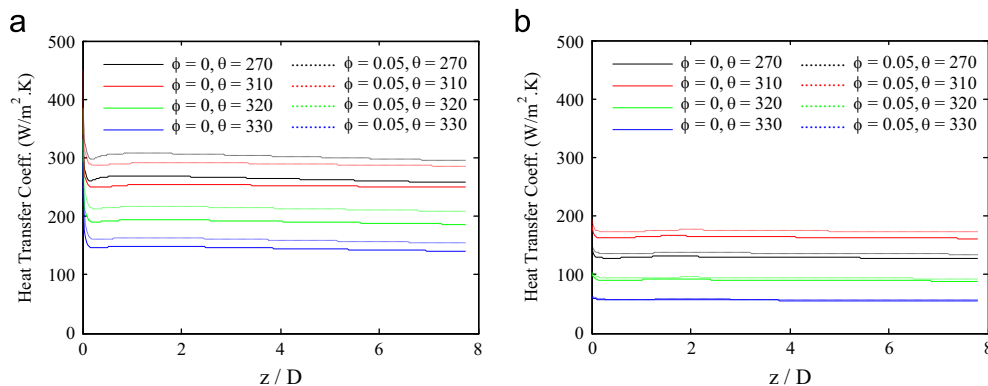 a
500
400
300
200
100
0
Heat Transfer Coeff. (W/m².K)
ϕ = 0, θ = 270
ϕ = 0, θ = 310
ϕ = 0, θ = 320
ϕ = 0, θ = 330
ϕ = 0.05, θ = 270
ϕ = 0.05, θ = 310
ϕ = 0.05, θ = 320
ϕ = 0.05, θ = 330
0 2 4 6 8
z / D
b
500
400
300
200
100
0
Heat Transfer Coeff. (W/m².K)
ϕ = 0, θ = 270
ϕ = 0, θ = 310
ϕ = 0, θ = 320
ϕ = 0, θ = 330
ϕ = 0.05, θ = 270
ϕ = 0.05, θ = 310
ϕ = 0.05, θ = 320
ϕ = 0.05, θ = 330
0 2 4 6 8
z / D